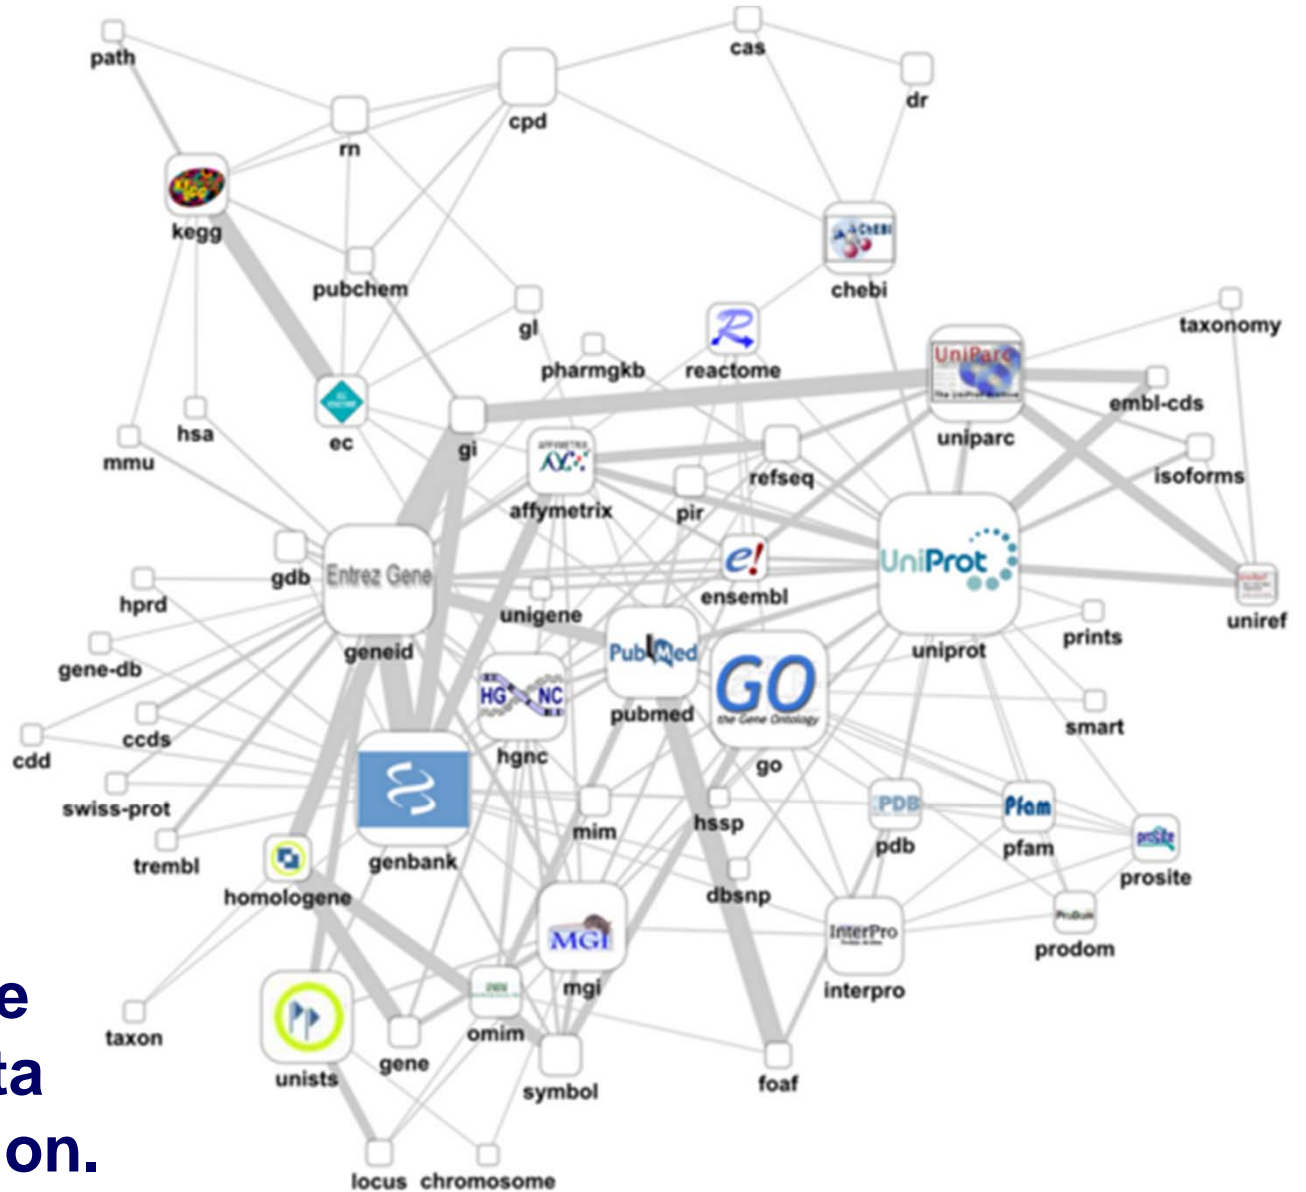 path
cas
dr
cpd
rn
kegg
pubchem
chebi
gl
taxonomy
pharmgkb
reactome
UniParc
embl-cds
hsa
ec
gi
uniparc
mmu
AFFYMETRIX
refseq
isoforms
affymetrix
pir
gdb
Entrez Gene
e!
UniProt
hprd
unigene
ensembl
uniref
geneid
PubMed
prints
gene-db
HG NC
GO
the Gene Ontology
uniprot
ccds
pubmed
smart
cdd
hgnc
go
swiss-prot
mim
hssp
PDB
Pfam
trembl
genbank
pdb
pfam
prosite
homologene
dbsnp
prosite
MGI
InterPro
ProDom
prodom
mgi
interpro
e
taxon
omim
gene
ta
unists
symbol
foaf
on.
locus
chromosome